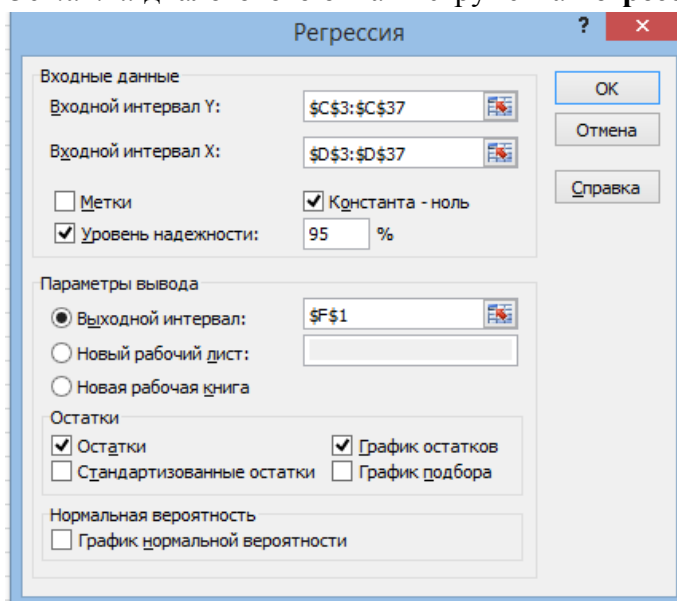 Регрессия
? ×
Входные данные
Входной интервал Y: $C$3:$C$37
Входной интервал X: $D$3:$D$37
Метки Константа - ноль
Уровень надежности: 95 %
ОК
Отмена
Справка
Параметры вывода
Выходной интервал: $F$1
Новый рабочий лист:
Новая рабочая книга
Остатки
Остатки График остатков
Стандартизованные остатки График подбора
Нормальная вероятность
График нормальной вероятности